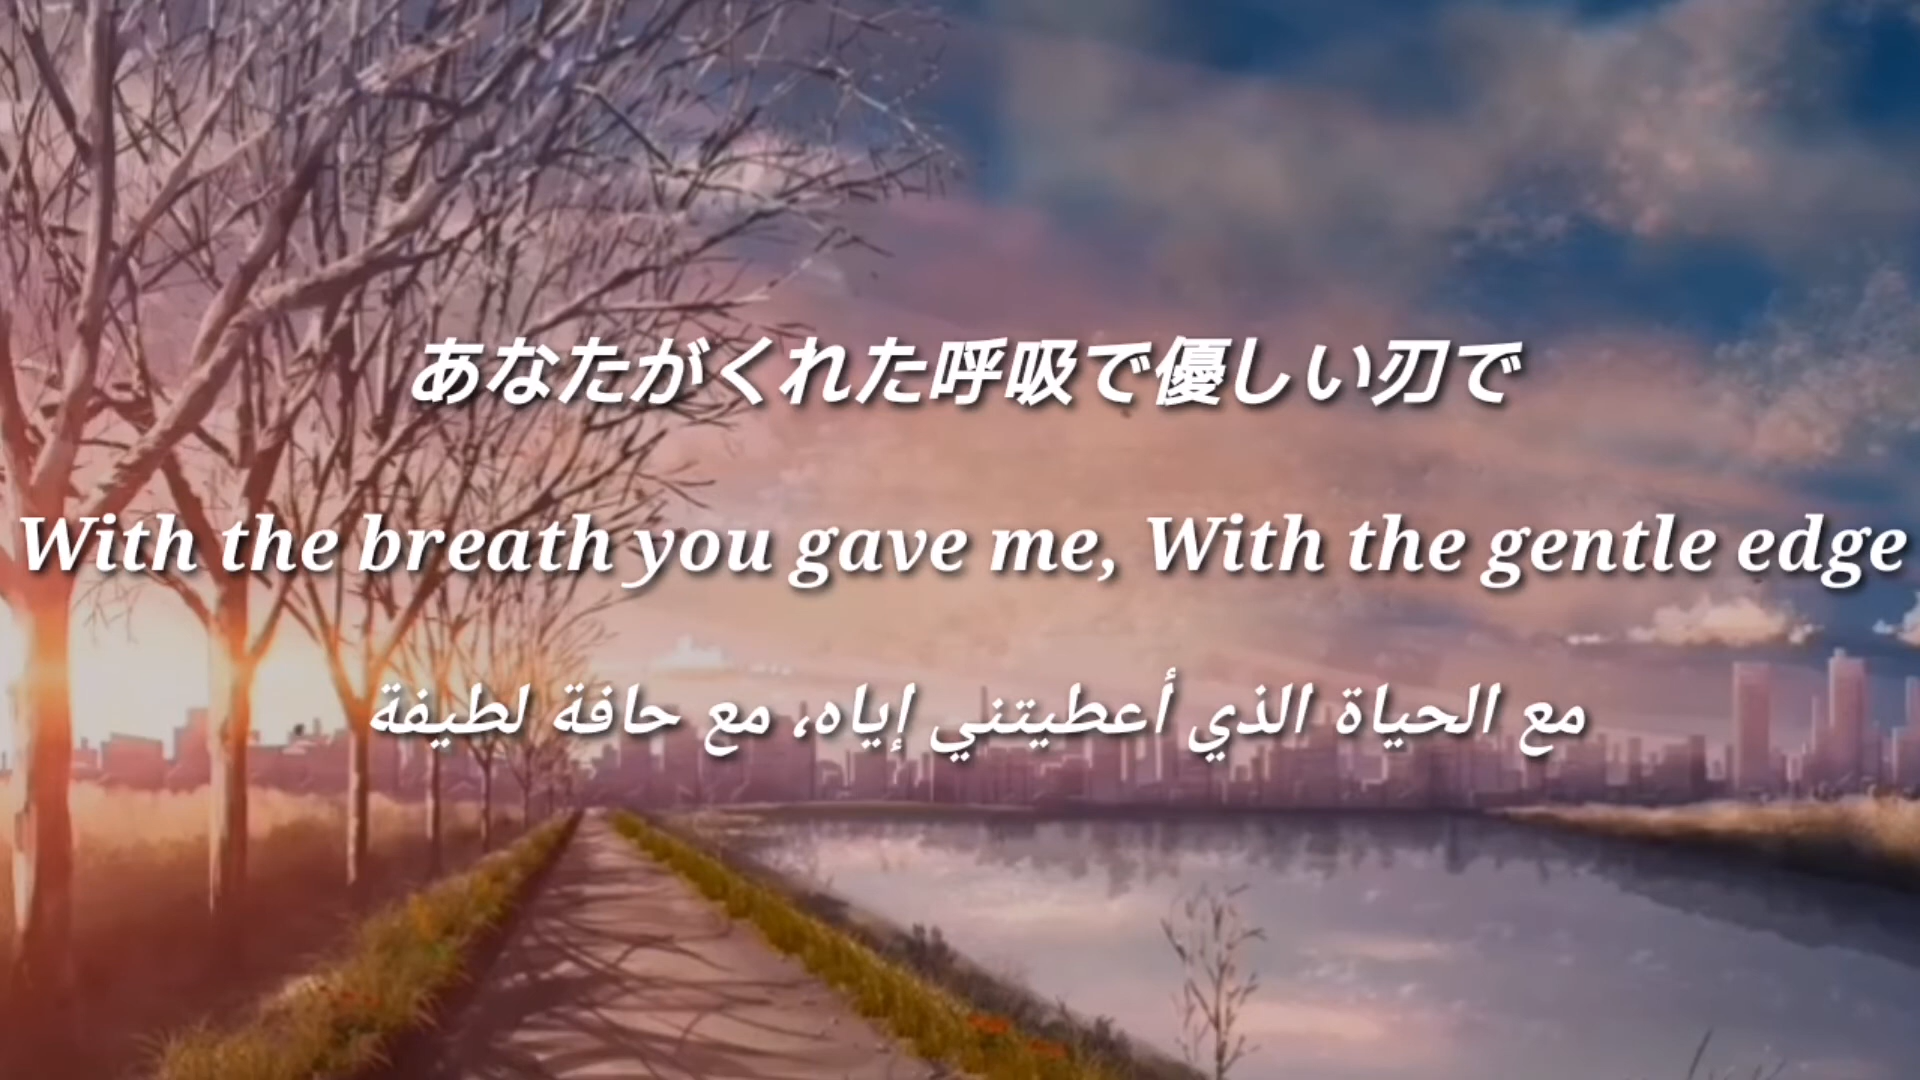 あなたがくれた呼吸で優しい刃で
With the breath you gave me, With the gentle edge
مع الحياة الذي أعطيتني إياه، مع حافة لطيفة